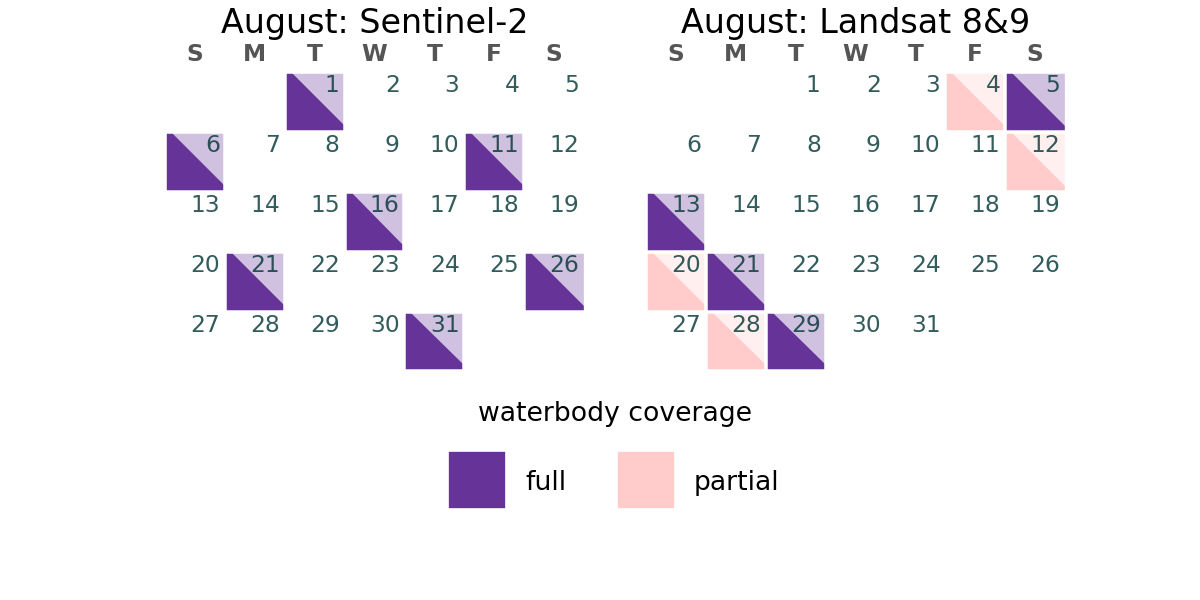 August: Sentinel-2
S M T W T F S
1 2 3 4 5
6 7 8 9 10 11 12
13 14 15 16 17 18 19
20 21 22 23 24 25 26
27 28 29 30 31
August: Landsat 8&9
S M T W T F S
1 2 3 4 5
6 7 8 9 10 11 12
13 14 15 16 17 18 19
20 21 22 23 24 25 26
27 28 29 30 31
waterbody coverage
full
partial